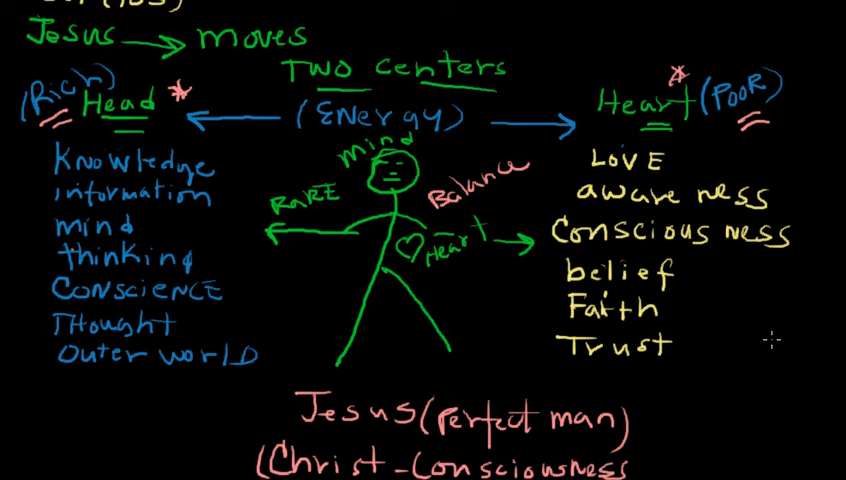 Jesus → moves
TWO centers
(Rich) Head *
(Energy)
* Heart (POOR)
Knowledge
information
mind
thinking
CONSCIENCE
THought
outer worLD
mind
RaRE
Balance
HEart
LOVE
awareness
Consciousness
belief
Faith
Trust
Jesus (perfect man)
(Christ-Consciousness